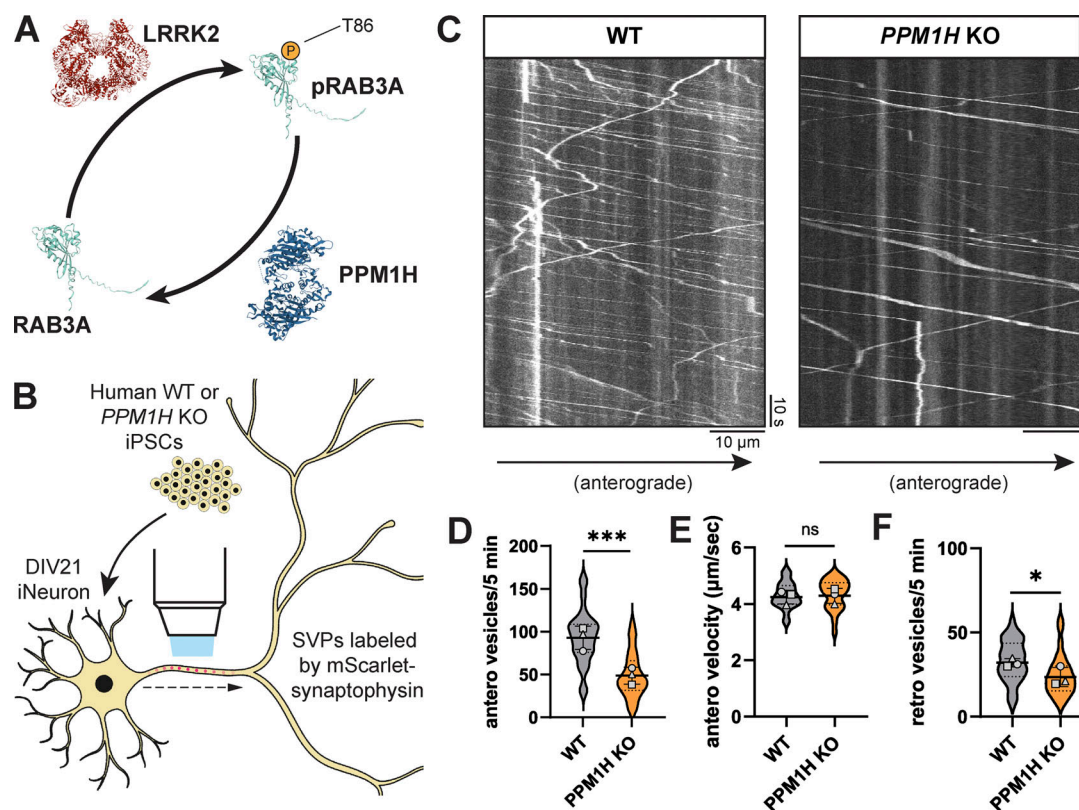 A
LRRK2
P
T86
pRAB3A
RAB3A
PPM1H
B
Human WT or
PPM1H KO
iPSCs
DIV21
iNeuron
SVPs labeled
by mScarlet-
synaptophysin
C
WT
PPM1H KO
10 s
10 µm
(anterograde)
(anterograde)
D
antero vesicles/5 min
200
150
100
50
0
***
WT
PPM1H KO
E
antero velocity (µm/sec)
6
4
2
0
ns
WT
PPM1H KO
F
retro vesicles/5 min
100
50
0
*
WT
PPM1H KO